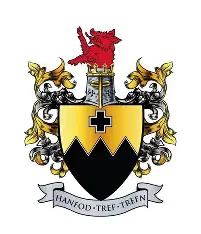 HANFOD · TREF · TREFN